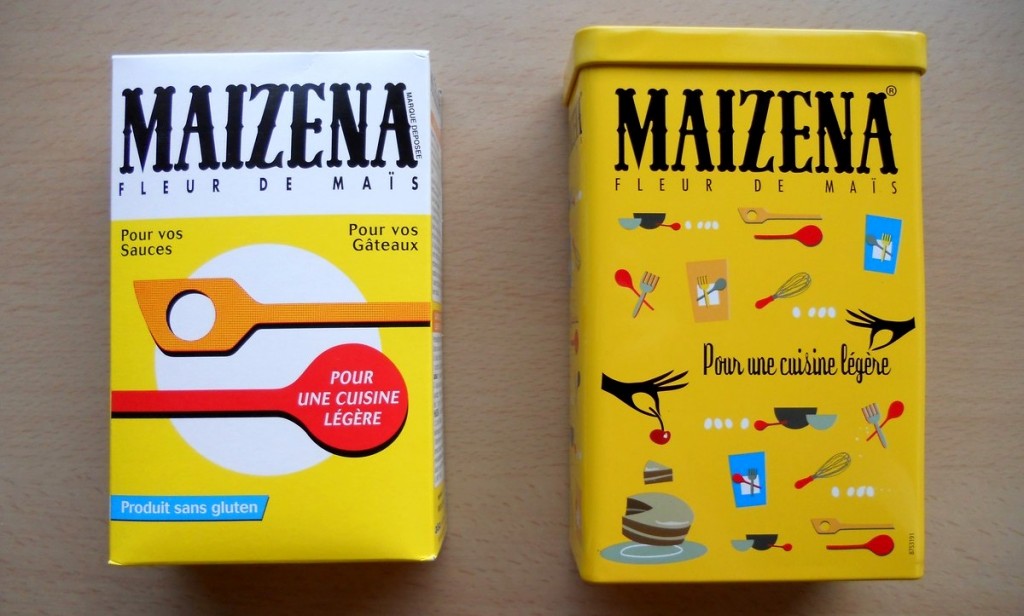 MAIZENA
MARQUE DEPOSEE
FLEUR DE MAÏS
Pour vos
Sauces
Pour vos
Gâteaux
POUR
UNE CUISINE
LÉGÈRE
Produit sans gluten
MAIZENA®
FLEUR DE MAÏS
Pour une cuisine légère